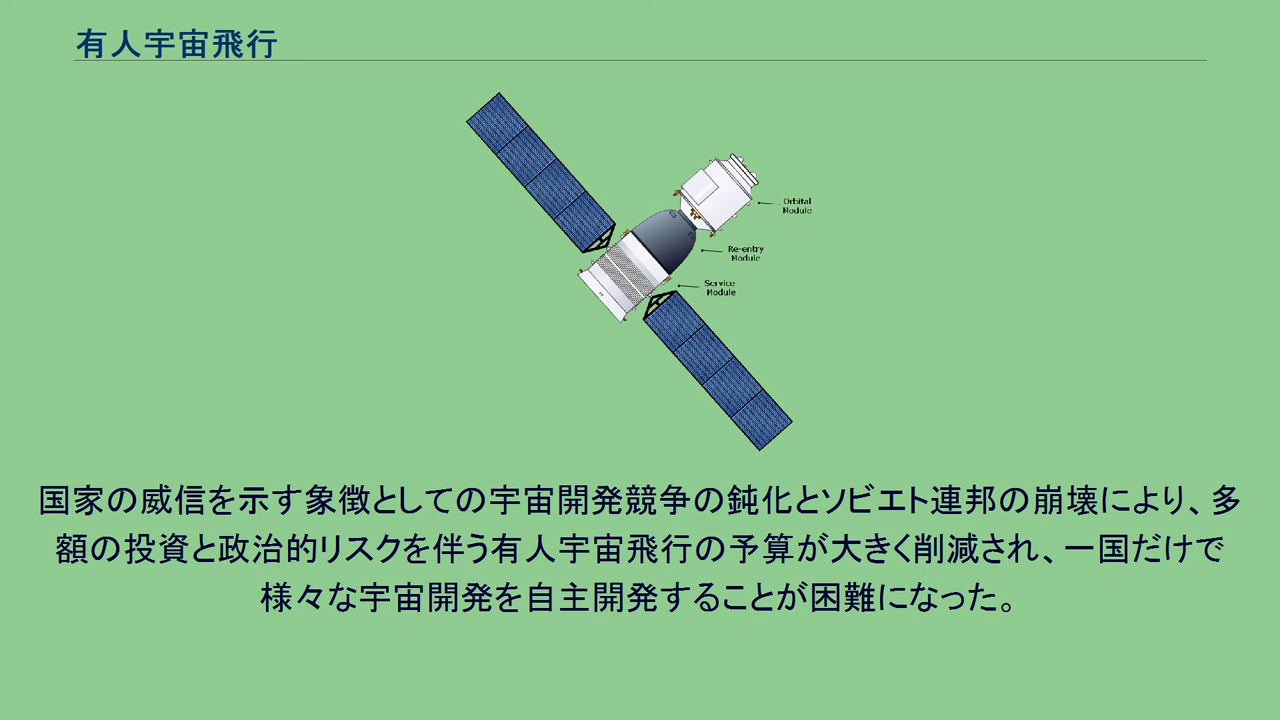 有人宇宙飛行
Orbital
Module
Re-entry
Module
Service
Module
国家の威信を示す象徴としての宇宙開発競争の鈍化とソビエト連邦の崩壊により、多
額の投資と政治的リスクを伴う有人宇宙飛行の予算が大きく削減され、一国だけで
様々な宇宙開発を自主開発することが困難になった。